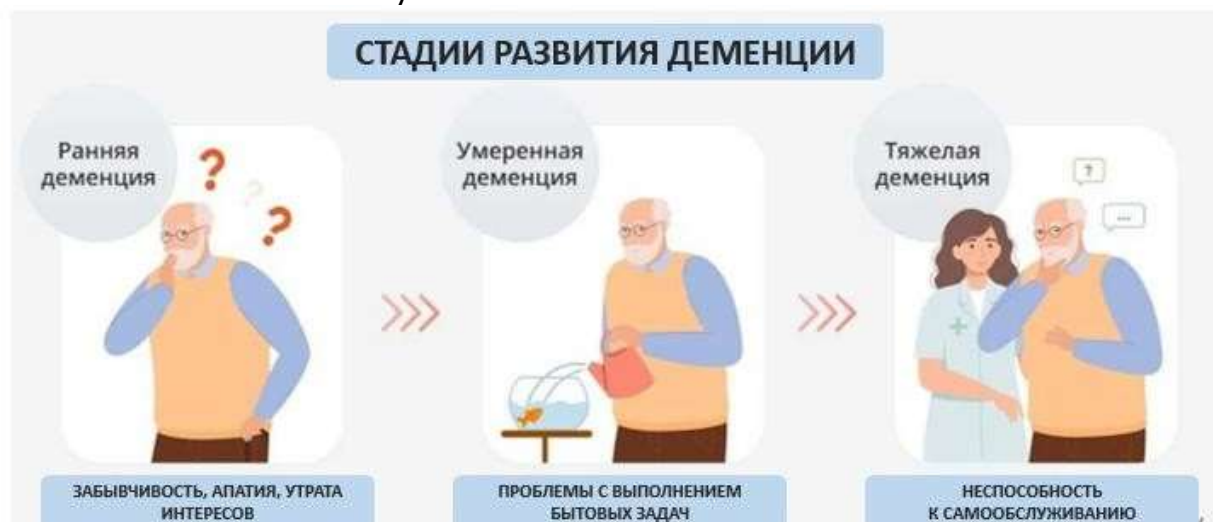 СТАДИИ РАЗВИТИЯ ДЕМЕНЦИИ
Ранняя
деменция
?
?
?
Умеренная
деменция
Тяжелая
деменция
?
...
ЗАБЫВЧИВОСТЬ, АПАТИЯ, УТРАТА
ИНТЕРЕСОВ
ПРОБЛЕМЫ С ВЫПОЛНЕНИЕМ
БЫТОВЫХ ЗАДАЧ
НЕСПОСОБНОСТЬ
К САМООБСЛУЖИВАНИЮ